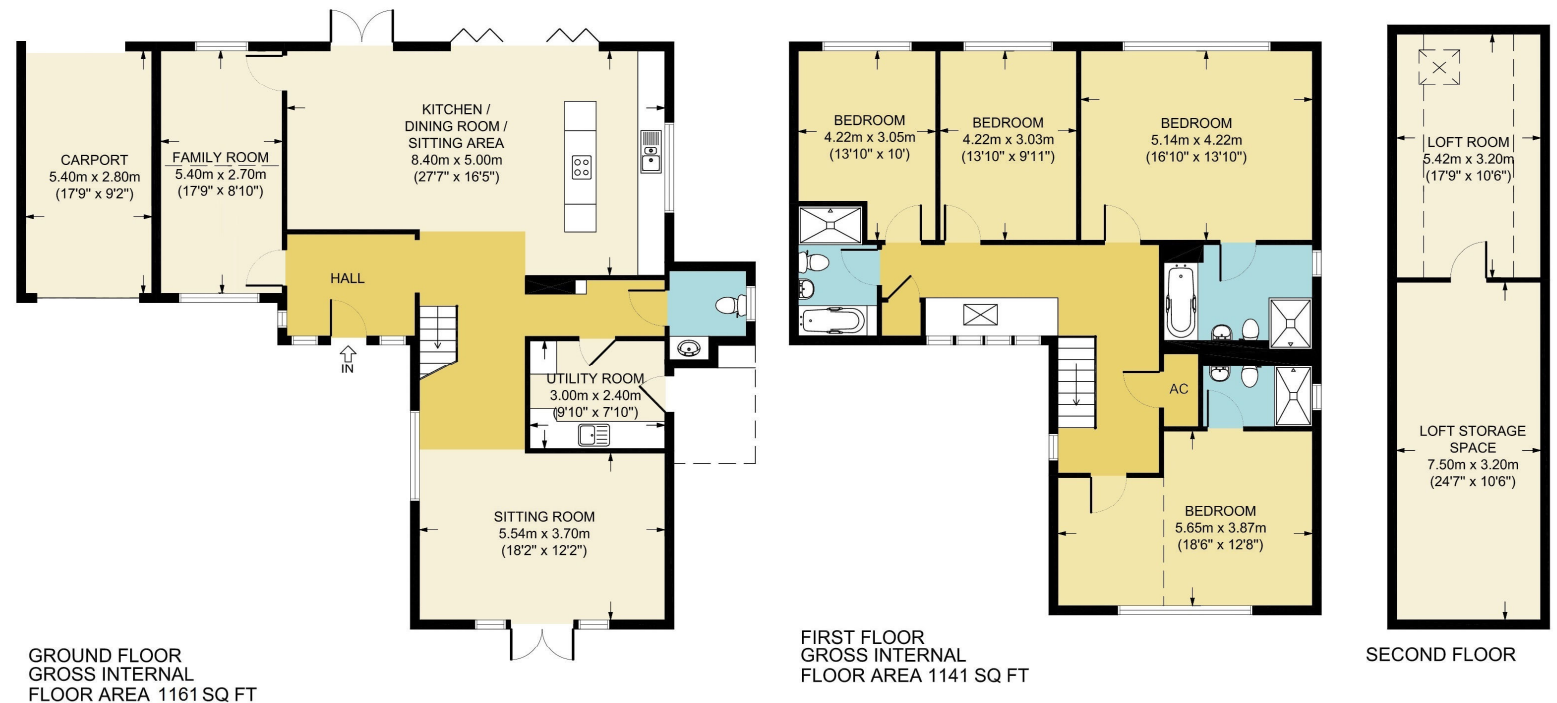 CARPORT
5.40m x 2.80m
(17'9" x 9'2")
FAMILY ROOM
5.40m x 2.70m
(17'9" x 8'10")
KITCHEN /
DINING ROOM /
SITTING AREA
8.40m x 5.00m
(27'7" x 16'5")
HALL
IN
UTILITY ROOM
3.00m x 2.40m
(9'10" x 7'10")
SITTING ROOM
5.54m x 3.70m
(18'2" x 12'2")
GROUND FLOOR
GROSS INTERNAL
FLOOR AREA 1161 SQ FT
BEDROOM
4.22m x 3.05m
(13'10" x 10')
BEDROOM
4.22m x 3.03m
(13'10" x 9'11")
BEDROOM
5.14m x 4.22m
(16'10" x 13'10")
AC
BEDROOM
5.65m x 3.87m
(18'6" x 12'8")
FIRST FLOOR
GROSS INTERNAL
FLOOR AREA 1141 SQ FT
LOFT ROOM
5.42m x 3.20m
(17'9" x 10'6")
LOFT STORAGE
SPACE
7.50m x 3.20m
(24'7" x 10'6")
SECOND FLOOR